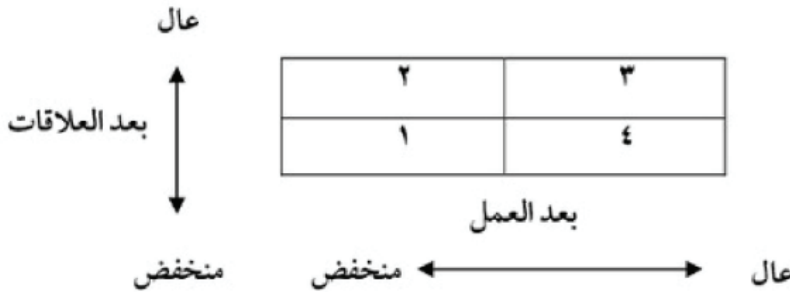 عال
٢ ٣
بعد العلاقات
١ ٤
بعد العمل
منخفض
عال منخفض